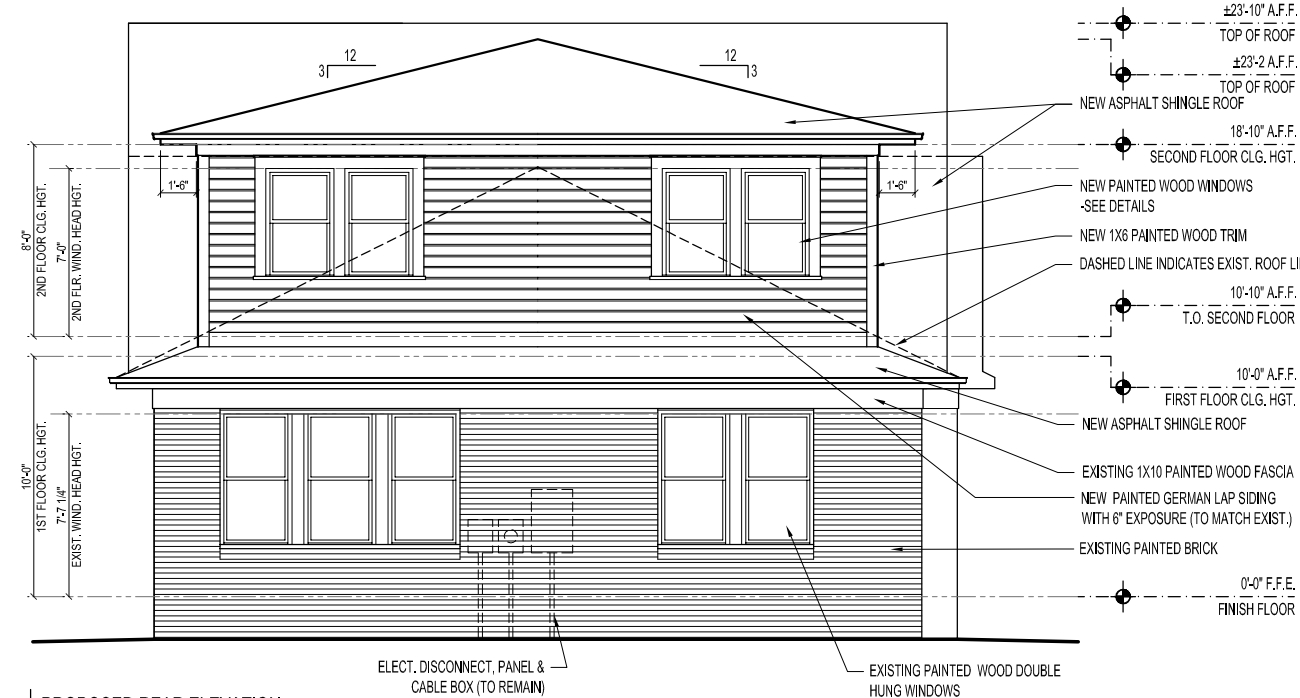 ±23'-10" A.F.F.
TOP OF ROOF
±23'-2 A.F.F.
TOP OF ROOF
12
3
12
3
NEW ASPHALT SHINGLE ROOF
18'-10" A.F.F.
SECOND FLOOR CLG. HGT.
1'-6"
1'-6"
NEW PAINTED WOOD WINDOWS
-SEE DETAILS
NEW 1X6 PAINTED WOOD TRIM
DASHED LINE INDICATES EXIST. ROOF LI
8'-0"
2ND FLOOR CLG. HGT.
7'-0"
2ND FLR. WIND. HEAD HGT.
10'-10" A.F.F.
T.O. SECOND FLOOR
10'-0" A.F.F.
FIRST FLOOR CLG. HGT.
NEW ASPHALT SHINGLE ROOF
10'-0"
1ST FLOOR CLG. HGT.
7'-7 1/4"
EXIST. WIND. HEAD HGT.
EXISTING 1X10 PAINTED WOOD FASCIA
NEW PAINTED GERMAN LAP SIDING
WITH 6" EXPOSURE (TO MATCH EXIST.)
EXISTING PAINTED BRICK
0'-0" F.F.E.
FINISH FLOOR
ELECT. DISCONNECT, PANEL &
CABLE BOX (TO REMAIN)
EXISTING PAINTED WOOD DOUBLE
HUNG WINDOWS
PROPOSED REAR ELEVATION